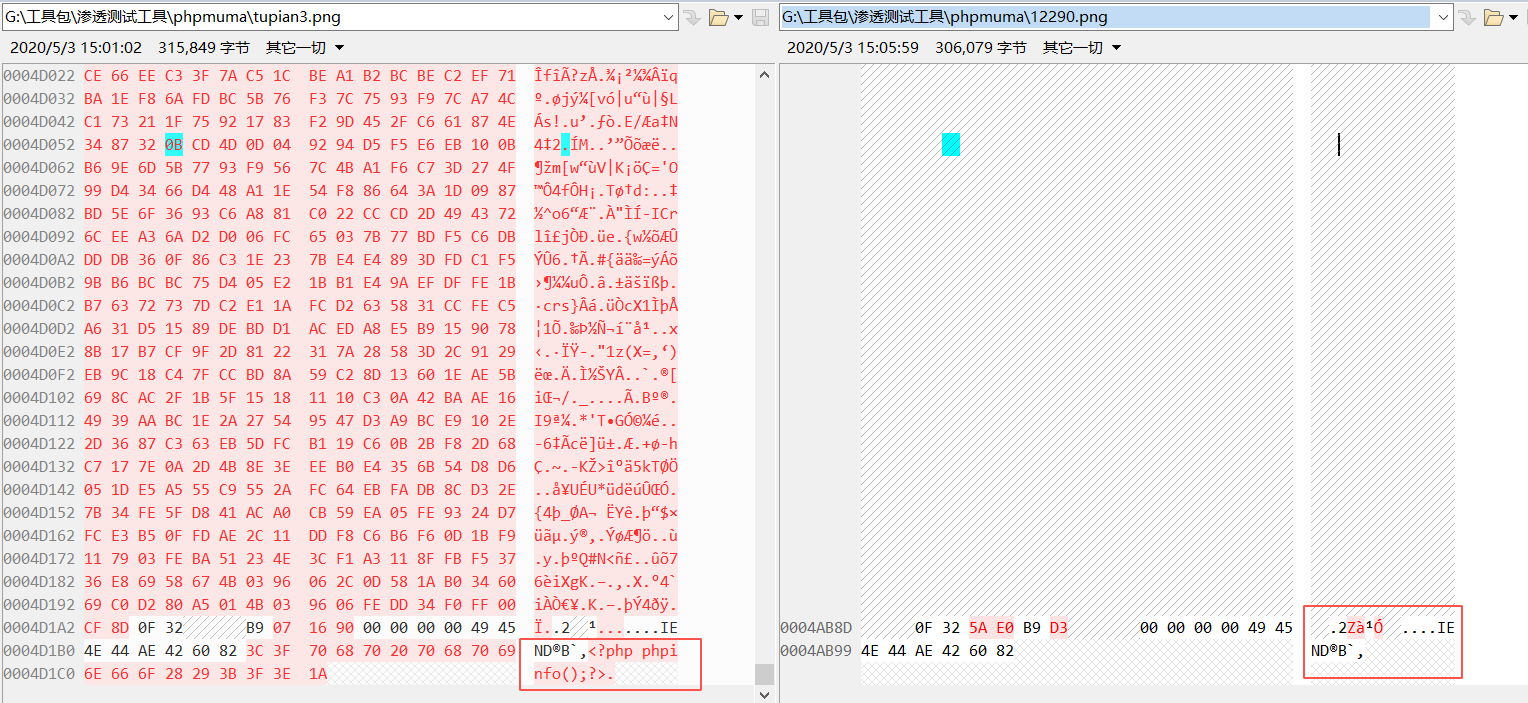 G:\工具包\渗透测试工具\phpmuma\tupian3.png
G:\工具包\渗透测试工具\phpmuma\12290.png
2020/5/3 15:01:02 315,849 字节 其它一切
2020/5/3 15:05:59 306,079 字节 其它一切
0004D022 CE 66 EE C3 3F 7A C5 1C BE A1 B2 BC BE C2 EF 71 ÎfîÃ?zÅ.¾¡²¼¾Âïq
0004D032 BA 1E F8 6A FD BC 5B 76 F3 7C 75 93 F9 7C A7 4C º.øjý¼[vó|u“ù|§L
0004D042 C1 73 21 1F 75 92 17 83 F2 9D 45 2F C6 61 87 4E Ás!.u’.ƒò.E/Æa‡N
0004D052 34 87 32 0B CD 4D 0D 04 92 94 D5 F5 E6 EB 10 0B 4‡2.ÍM..’”Õõæë..
0004D062 B6 9E 6D 5B 77 93 F9 56 7C 4B A1 F6 C7 3D 27 4F ¶žm[w“ùV|K¡öÇ='O
0004D072 99 D4 34 66 D4 48 A1 1E 54 F8 86 64 3A 1D 09 87 ™Ô4fÔH¡.Tø†d:..‡
0004D082 BD 5E 6F 36 93 C6 A8 81 C0 22 CC CD 2D 49 43 72 ½^o6“Æ¨.À"ÌÍ-ICr
0004D092 6C EE A3 6A D2 D0 06 FC 65 03 7B 77 BD F5 C6 DB lî£jÒÐ.üe.{w½õÆÛ
0004D0A2 DD DB 36 0F 86 C3 1E 23 7B E4 E4 89 3D FD C1 F5 ÝÛ6.†Ã.#{ää‰=ýÁõ
0004D0B2 9B B6 BC BC 75 D4 05 E2 1B B1 E4 9A EF DF FE 1B ›¶¼¼uÔ.â.±äšïßþ.
0004D0C2 B7 63 72 73 7D C2 E1 1A FC D2 63 58 31 CC FE C5 ·crs}Âá.üÒcX1ÌþÅ
0004D0D2 A6 31 D5 15 89 DE BD D1 AC ED A8 E5 B9 15 90 78 ¦1Õ.‰Þ½Ñ¬í¨å¹..x
0004D0E2 8B 17 B7 CF 9F 2D 81 22 31 7A 28 58 3D 2C 91 29 ‹.·ÏŸ-."1z(X=,‘)
0004D0F2 EB 9C 18 C4 7F CC BD 8A 59 C2 8D 13 60 1E AE 5B ëœ.Ä.Ì½ŠYÂ..`.®[
0004D102 69 8C AC 2F 1B 5F 15 18 11 10 C3 0A 42 BA AE 16 iŒ¬/._....Ã.Bº®.
0004D112 49 39 AA BC 1E 2A 27 54 95 47 D3 A9 BC E9 10 2E I9ª¼.*'T•GÓ©¼é..
0004D122 2D 36 87 C3 63 EB 5D FC B1 19 C6 0B 2B F8 2D 68 -6‡Ãcë]ü±.Æ.+ø-h
0004D132 C7 17 7E 0A 2D 4B 8E 3E EE B0 E4 35 6B 54 D8 D6 Ç.~.-KŽ>î°ä5kTØÖ
0004D142 05 1D E5 A5 55 C9 55 2A FC 64 EB FA DB 8C D3 2E ..å¥UÉU*üdëúÛŒÓ.
0004D152 7B 34 FE 5F D8 41 AC A0 CB 59 EA 05 FE 93 24 D7 {4þ_ØA¬ ËYê.þ“$×
0004D162 FC E3 B5 0F FD AE 2C 11 DD F8 C6 B6 F6 0D 1B F9 üãµ.ý®,.ÝøÆ¶ö..ù
0004D172 11 79 03 FE BA 51 23 4E 3C F1 A3 11 8F FB F5 37 .y.þºQ#N<ñ£..ûõ7
0004D182 36 E8 69 58 67 4B 03 96 06 2C 0D 58 1A B0 34 60 6èiXgK.–.,.X.°4`
0004D192 69 C0 D2 80 A5 01 4B 03 96 06 FE DD 34 F0 FF 00 iÀÒ€¥.K.–.þÝ4ðÿ.
0004D1A2 CF 8D 0F 32 B9 07 16 90 00 00 00 00 49 45 Ï..2¹.......IE
0004AB8D 0F 32 5A E0 B9 D3 00 00 00 00 49 45 .2Zà¹Ó....IE
0004D1B0 4E 44 AE 42 60 82 3C 3F 70 68 70 20 70 68 70 69 ND®B`‚<?php phpi
0004AB99 4E 44 AE 42 60 82 ND®B`‚
0004D1C0 6E 66 6F 28 29 3B 3F 3E 1A nfo();?>.